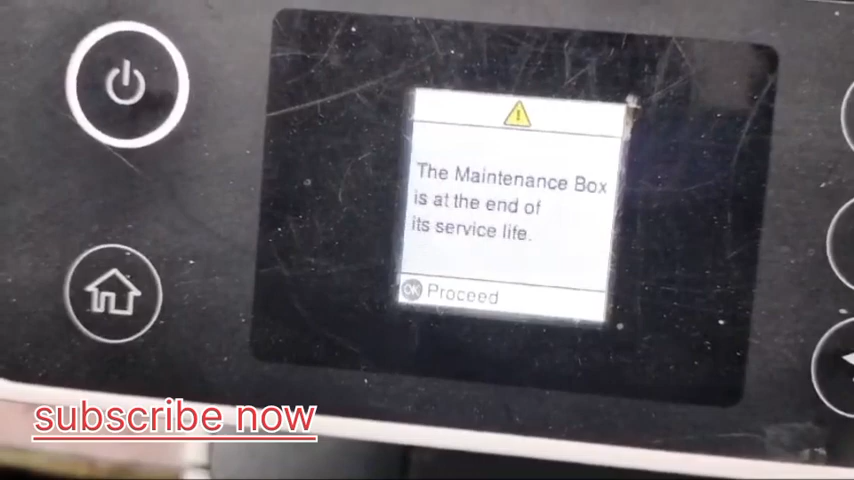 The Maintenance Box
is at the end of
its service life.
OK Proceed
subscribe now